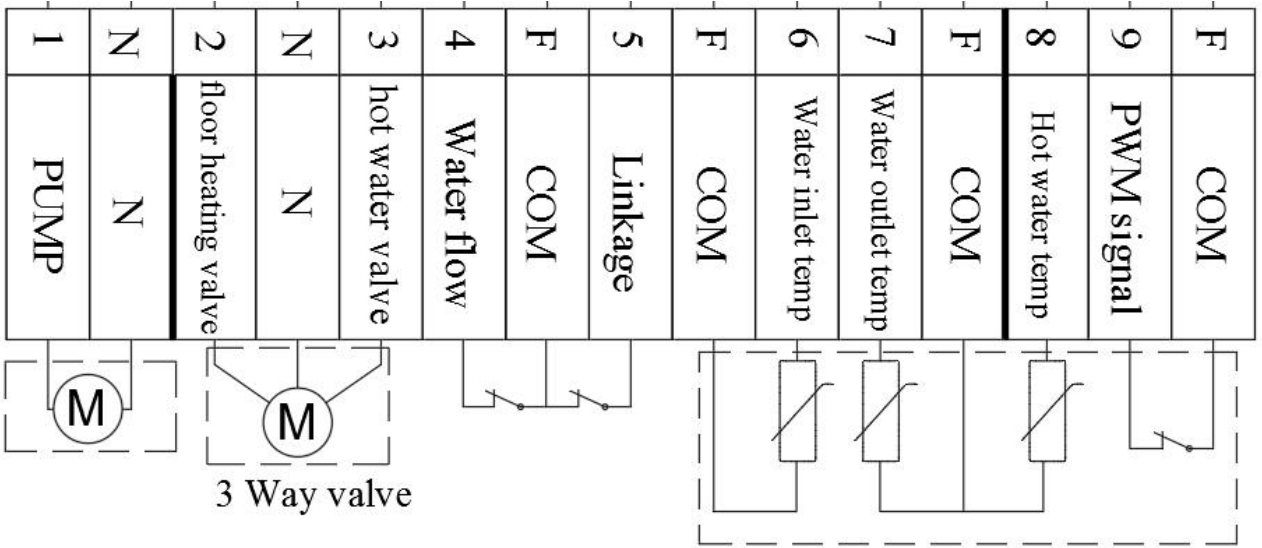 1 N 2 N 3 4 F 5 F 6 7 F 8 9 F
PUMP
N
floor heating valve
N
hot water valve
Water flow
COM
Linkage
COM
Water inlet temp
Water outlet temp
COM
Hot water temp
PWM signal
COM
M
M
3 Way valve